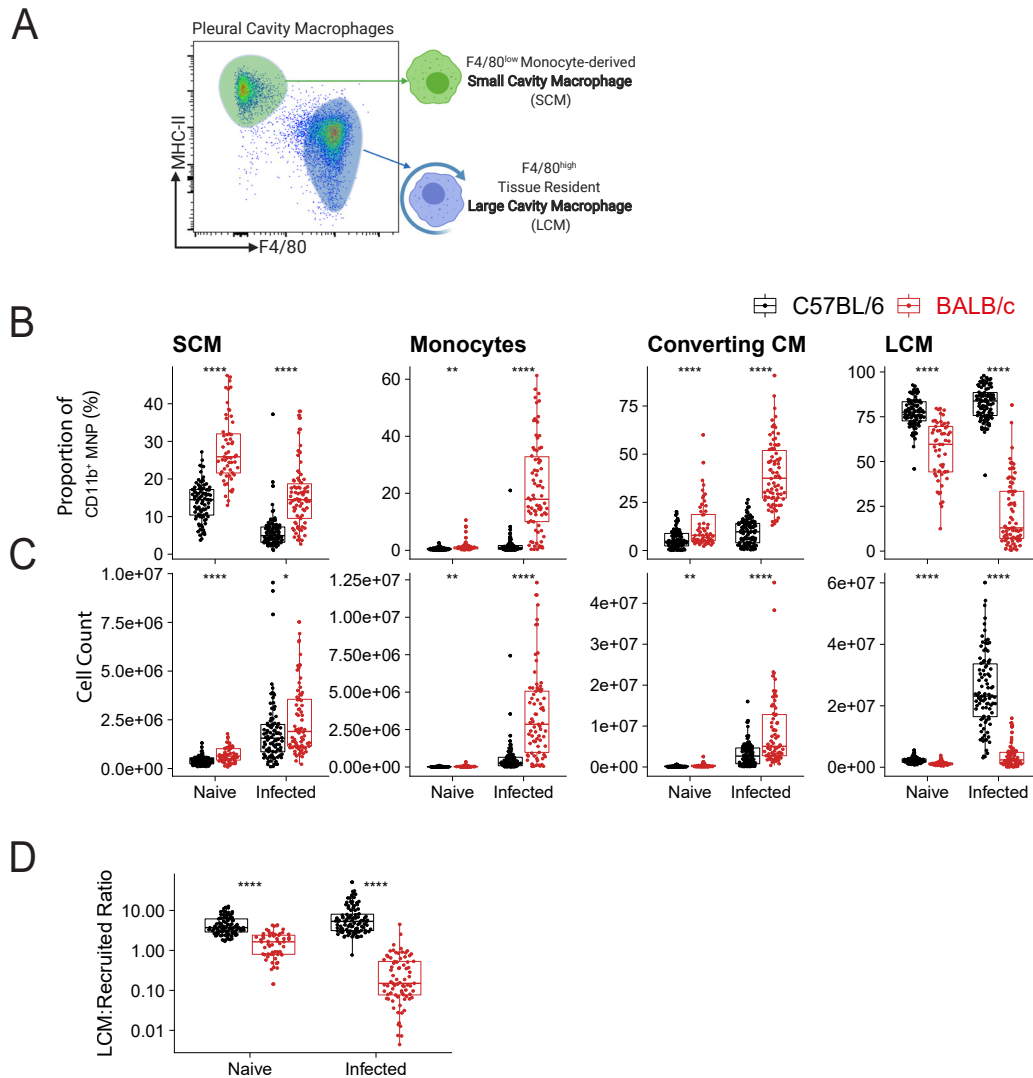 A
Pleural Cavity Macrophages
MHC-II
F4/80
F4/80low Monocyte-derived
Small Cavity Macrophage
(SCM)
F4/80high
Tissue Resident
Large Cavity Macrophage
(LCM)
C57BL/6 BALB/c
B
SCM Monocytes Converting CM LCM
Proportion of
CD11b+ MNP (%)
**** **** ** **** **** **** **** ****
40
30
20
10
0
60
40
20
0
75
50
25
0
100
75
50
25
0
C
Cell Count
**** * ** **** ** **** **** ****
1.0e+07
7.5e+06
5.0e+06
2.5e+06
0.0e+00
1.25e+07
1.00e+07
7.50e+06
5.00e+06
2.50e+06
0.00e+00
4e+07
3e+07
2e+07
1e+07
0e+00
6e+07
4e+07
2e+07
0e+00
Naive Infected Naive Infected Naive Infected Naive Infected
D
LCM:Recruited Ratio
**** ****
10.00
1.00
0.10
0.01
Naive Infected